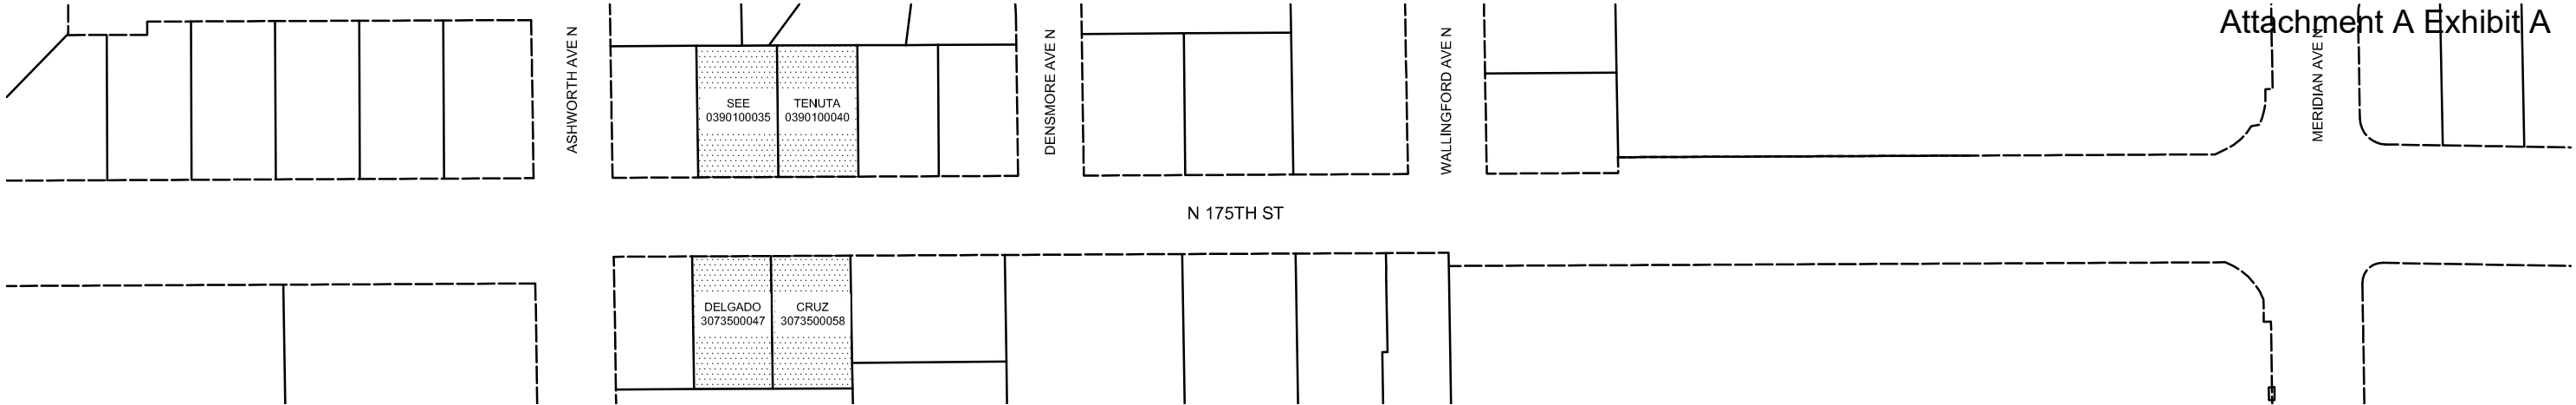 Attachment A Exhibit A
ASHWORTH AVE N
DENSMORE AVE N
WALLINGFORD AVE N
MERIDIAN AVE N
SEE
0390100035
TENUTA
0390100040
N 175TH ST
DELGADO
3073500047
CRUZ
3073500058